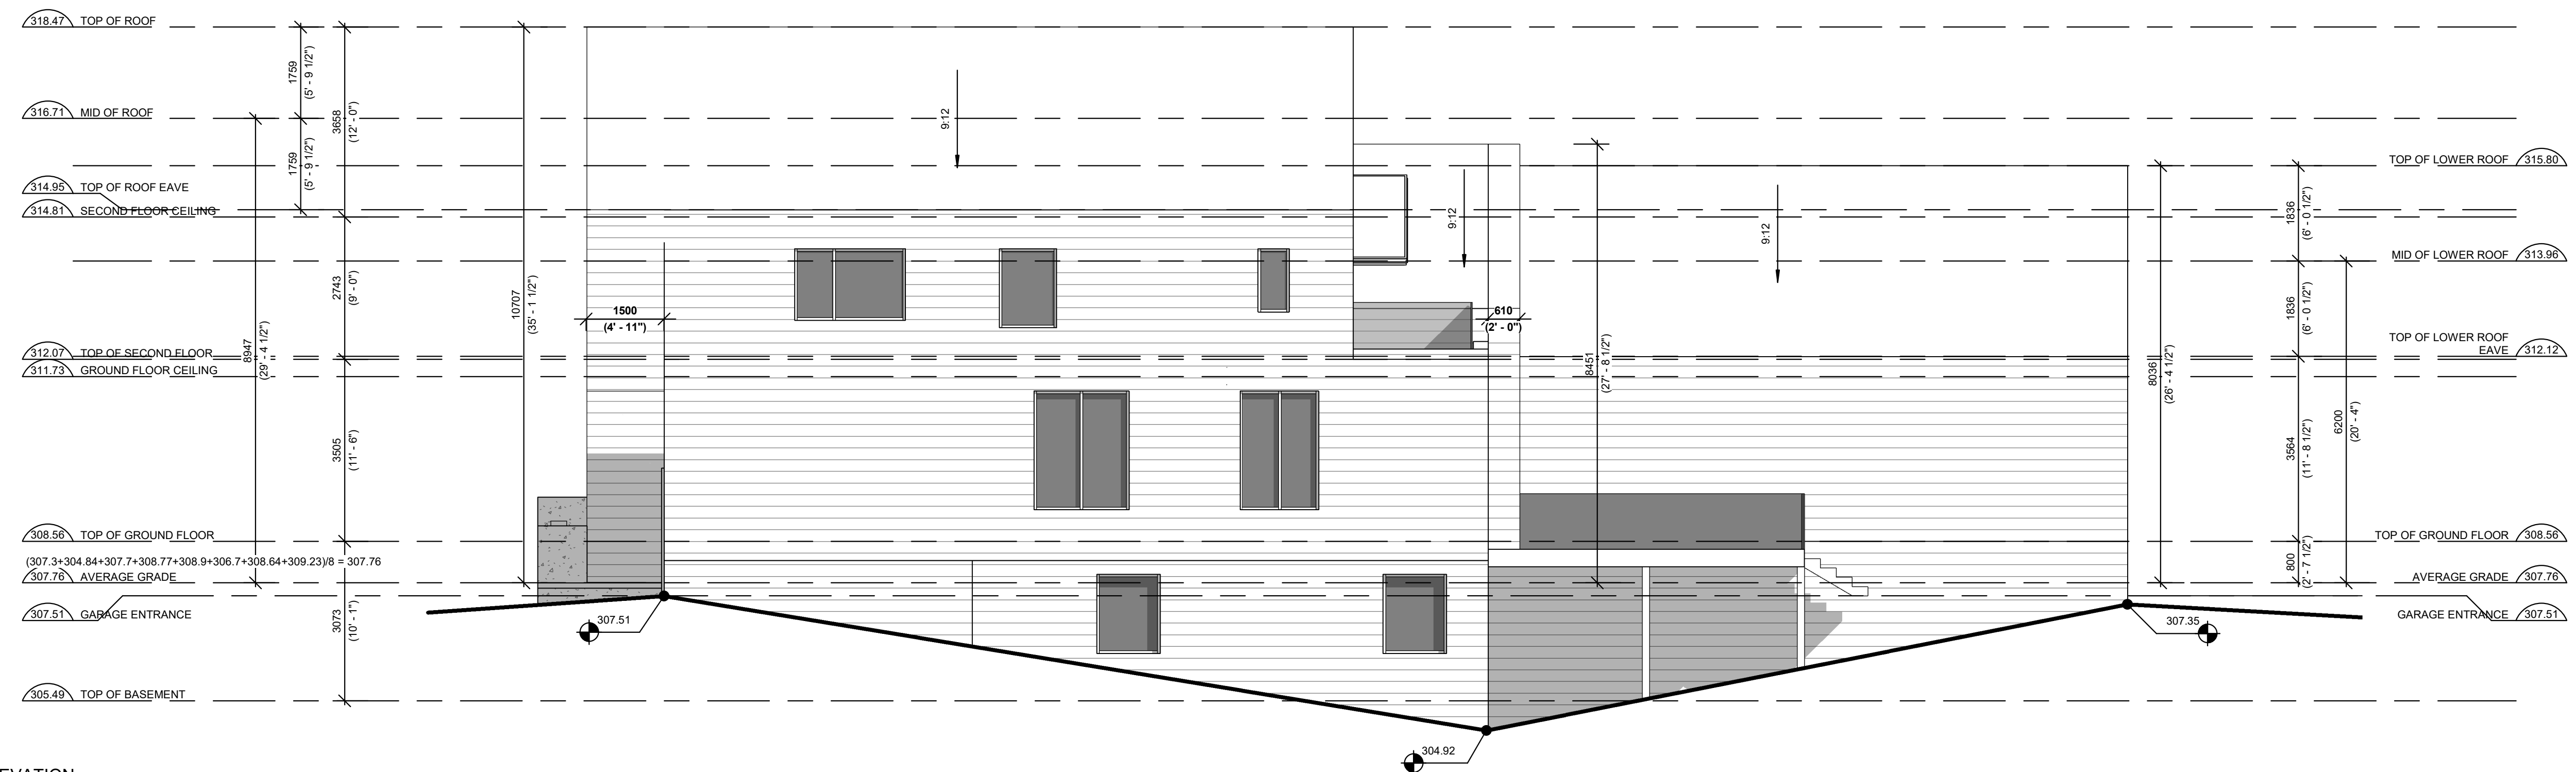 318.47 TOP OF ROOF
1759
(5' - 9 1/2")
3658
(12' - 0")
316.71 MID OF ROOF
1759
(5' - 9 1/2")
314.95 TOP OF ROOF EAVE
314.81 SECOND FLOOR CEILING
2743
(9' - 0")
10707
(35' - 1 1/2")
8947
(29' - 4 1/2")
312.07 TOP OF SECOND FLOOR
311.73 GROUND FLOOR CEILING
3505
(11' - 6")
308.56 TOP OF GROUND FLOOR
(307.3+304.84+307.7+308.77+308.9+306.7+308.64+309.23)/8 = 307.76
307.76 AVERAGE GRADE
307.51 GARAGE ENTRANCE
3073
(10' - 1")
305.49 TOP OF BASEMENT
9:12
9:12
9:12
1500
(4' - 11")
610
(2' - 0")
8451
(27' - 8 1/2")
307.51
304.92
307.35
TOP OF LOWER ROOF 315.80
1836
(6' - 0 1/2")
MID OF LOWER ROOF 313.96
1836
(6' - 0 1/2")
TOP OF LOWER ROOF
EAVE 312.12
8036
(26' - 4 1/2")
6200
(20' - 4")
3564
(11' - 8 1/2")
TOP OF GROUND FLOOR 308.56
800
(2' - 7 1/2")
AVERAGE GRADE 307.76
GARAGE ENTRANCE 307.51
EVATION